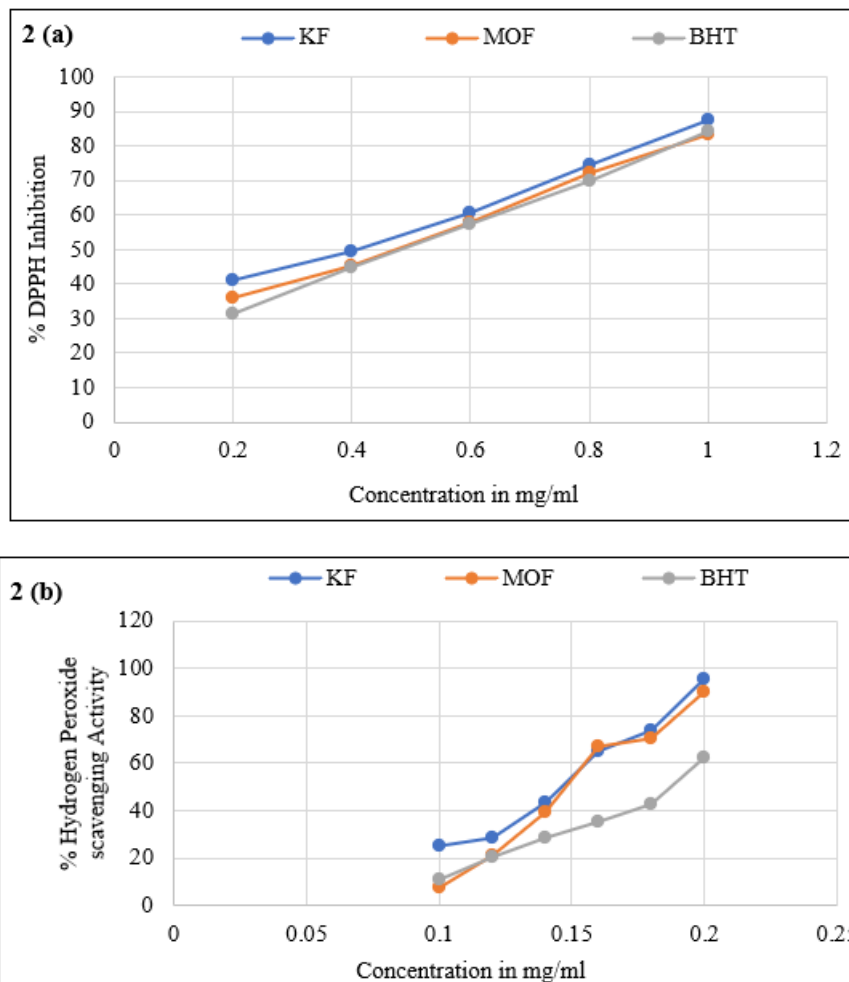 2 (a)
KF MOF BHT
100
90
80
70
60
50
40
30
20
10
0
% DPPH Inhibition
0 0.2 0.4 0.6 0.8 1 1.2
Concentration in mg/ml
2 (b)
KF MOF BHT
120
100
80
60
40
20
0
% Hydrogen Peroxide
scavenging Activity
0 0.05 0.1 0.15 0.2 0.25
Concentration in mg/ml